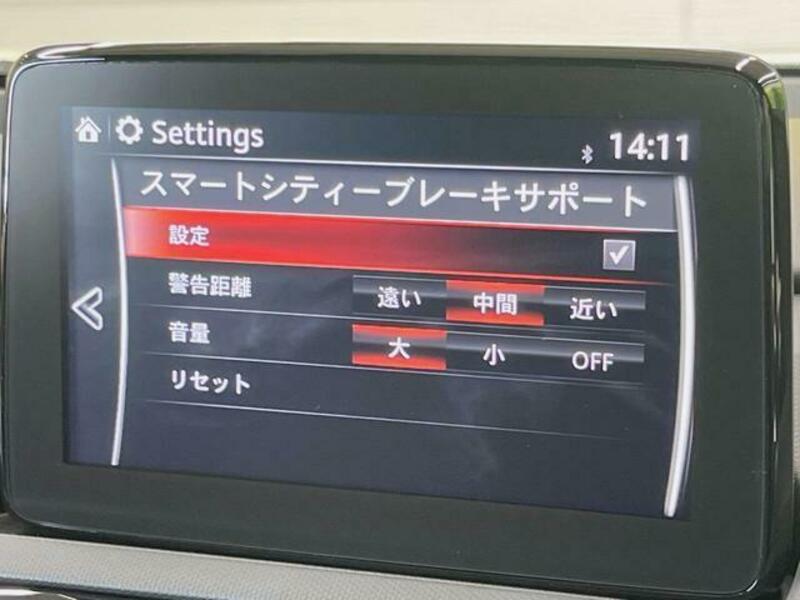 Settings 14:11
スマートシティーブレーキサポート
設定
警告距離 遠い 中間 近い
音量 大 小 OFF
リセット